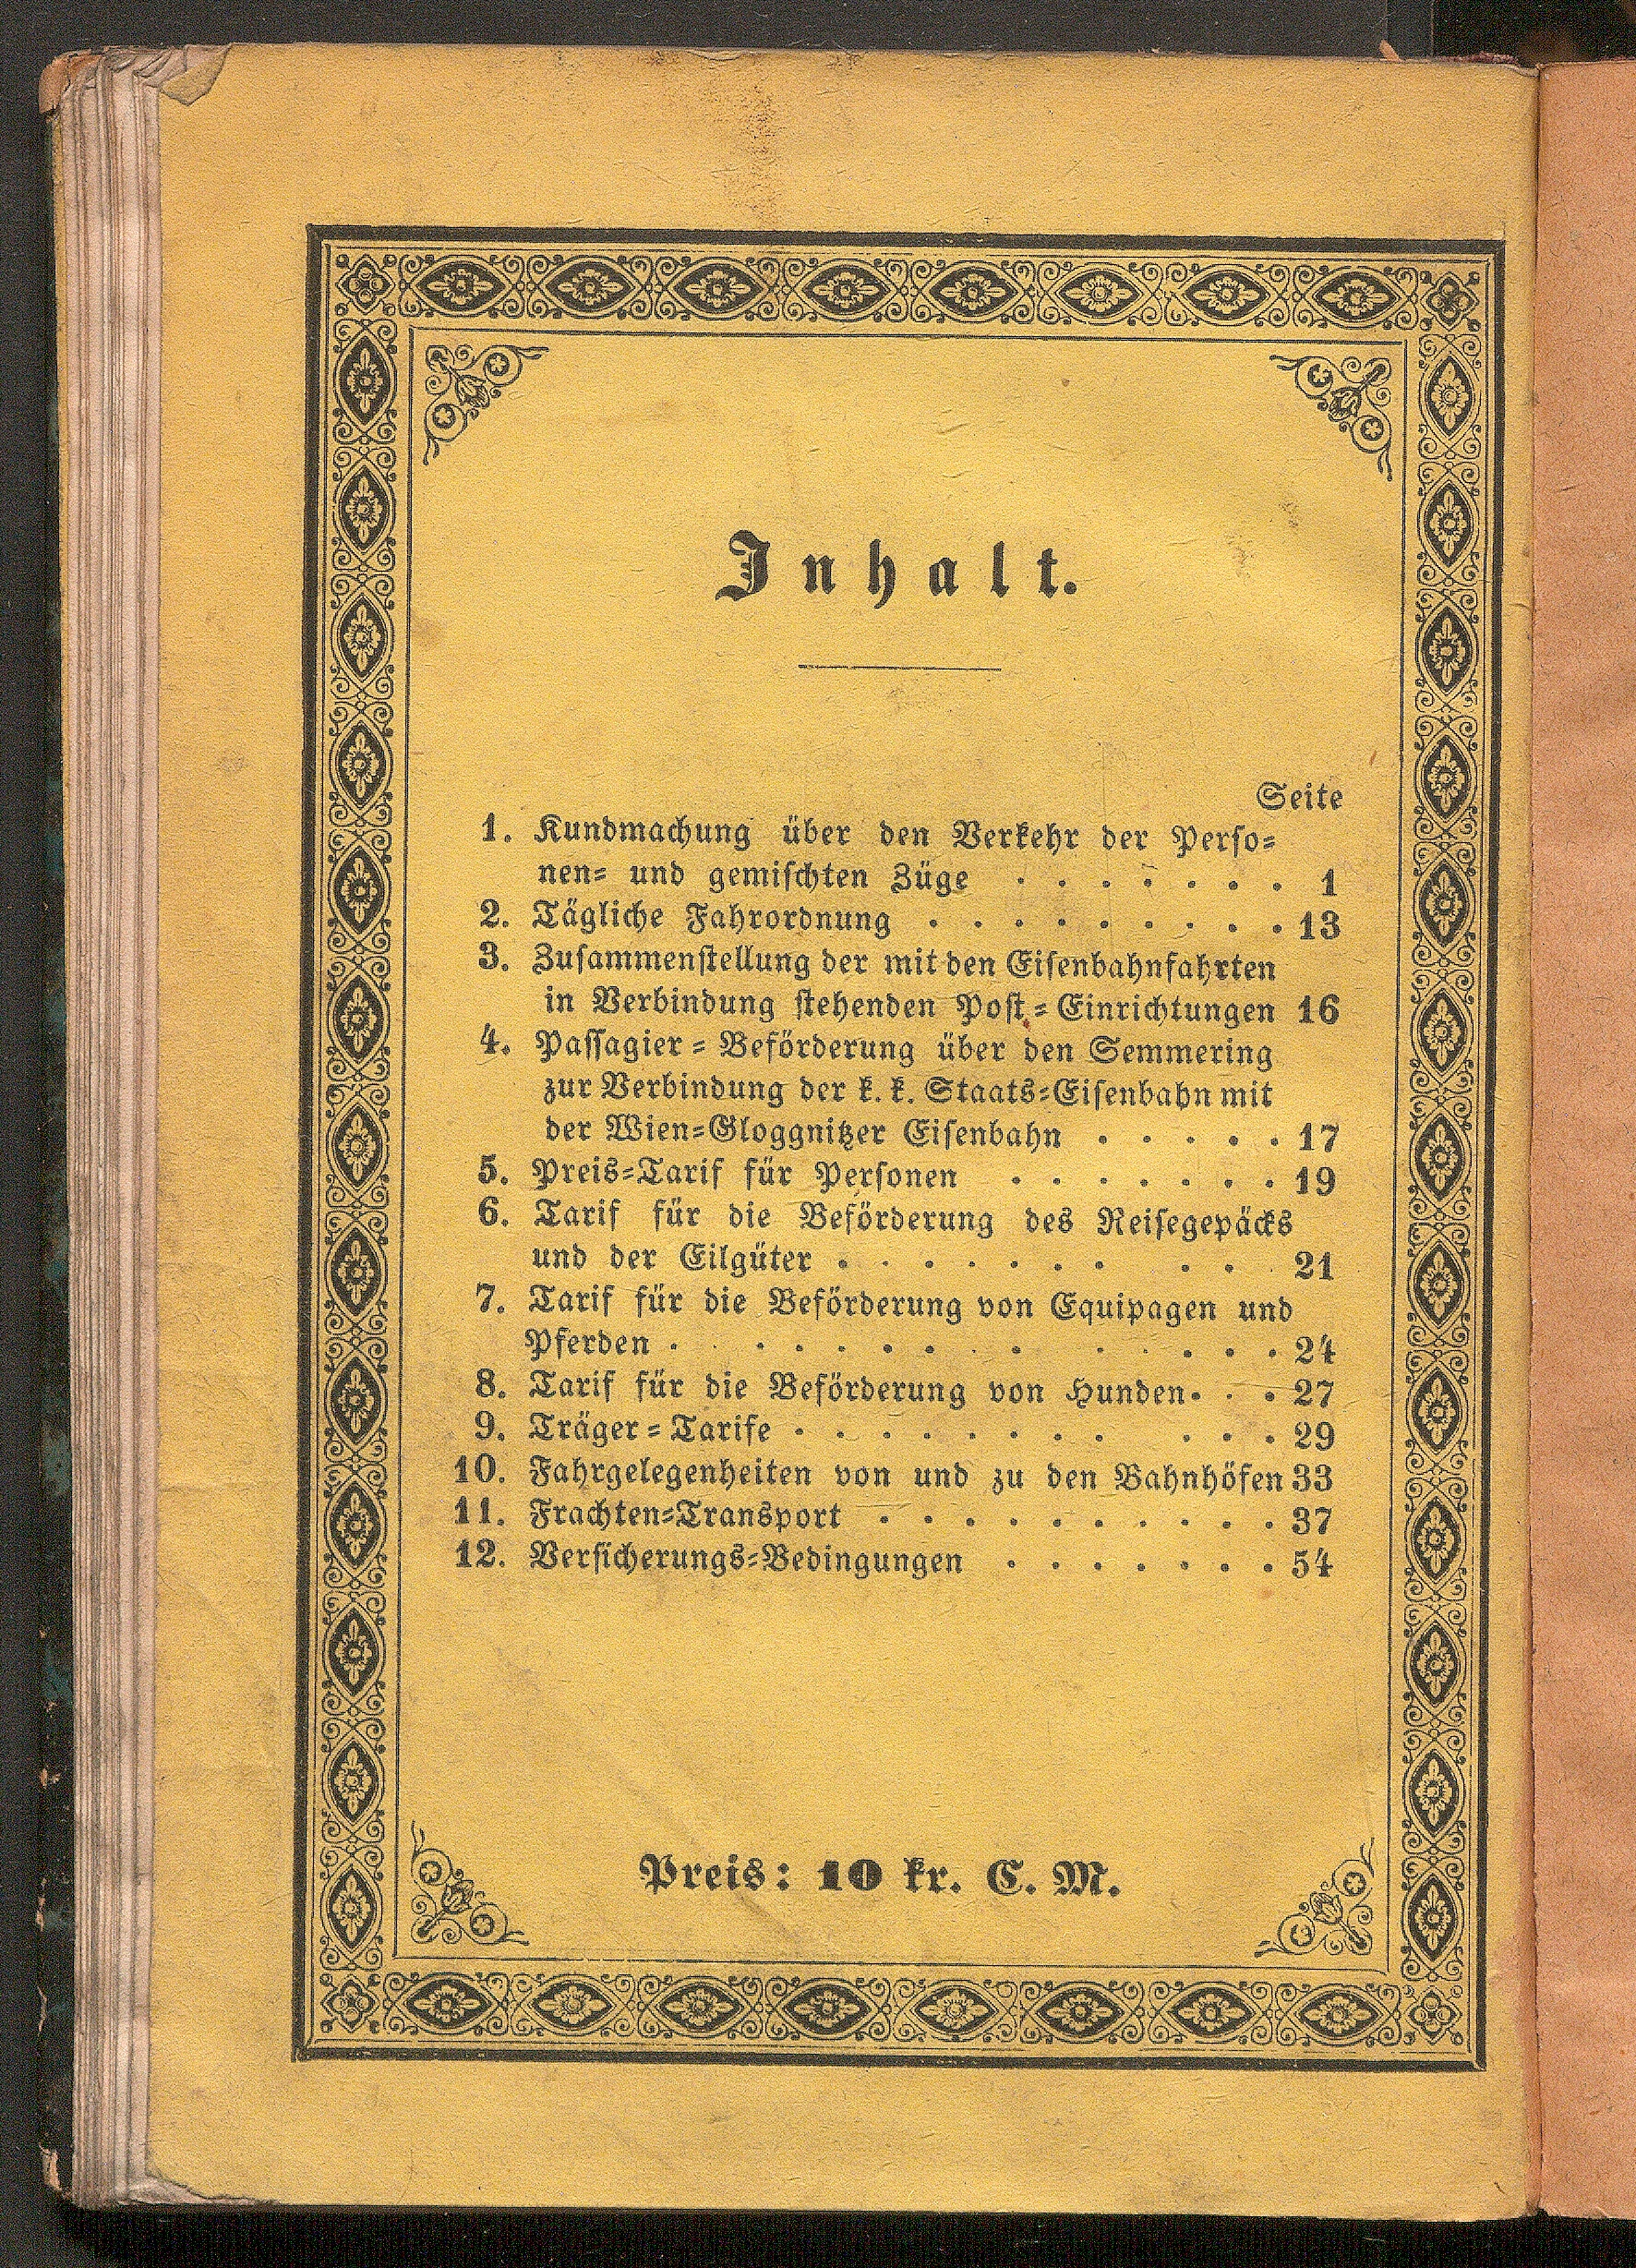 Inhalt.
Seite
1. Kundmachung über den Verkehr der Perso-
nen- und gemischten Züge . . . . . . . 1
2. Tägliche Fahrordnung . . . . . . . . . 13
3. Zusammenstellung der mit den Eisenbahnfahrten
in Verbindung stehenden Post-Einrichtungen 16
4. Passagier-Beförderung über den Semmering
zur Verbindung der k. k. Staats-Eisenbahn mit
der Wien-Gloggnitzer Eisenbahn . . . . . 17
5. Preis-Tarif für Personen . . . . . . . 19
6. Tarif für die Beförderung des Reisegepäcks
und der Eilgüter . . . . . . . . . . 21
7. Tarif für die Beförderung von Equipagen und
Pferden . . . . . . . . . . . . . 24
8. Tarif für die Beförderung von Hunden . . . 27
9. Träger-Tarife . . . . . . . . . . . 29
10. Fahrgelegenheiten von und zu den Bahnhöfen 33
11. Frachten-Transport . . . . . . . . . . 37
12. Versicherungs-Bedingungen . . . . . . . 54
Preis: 10 kr. C. M.